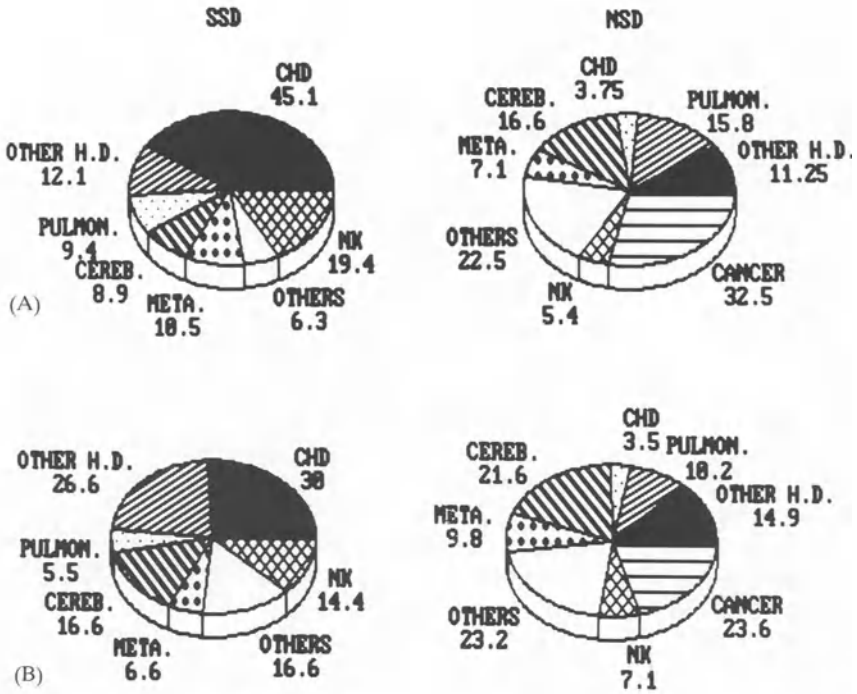 SSD
CHD
45.1
OTHER H.D.
12.1
PULMON.
9.4
CEREB.
8.9
META.
10.5
OTHERS
6.3
NK
19.4
NSD
CHD
3.75
CEREB.
16.6
PULMON.
15.8
META.
7.1
OTHER H.D.
11.25
OTHERS
22.5
NK
5.4
CANCER
32.5
(A)
OTHER H.D.
26.6
CHD
30
PULMON.
5.5
CEREB.
16.6
META.
6.6
OTHERS
16.6
NK
14.4
CHD
3.5
CEREB.
21.6
PULMON.
10.2
META.
9.8
OTHER H.D.
14.9
OTHERS
23.2
NK
7.1
CANCER
23.6
(B)